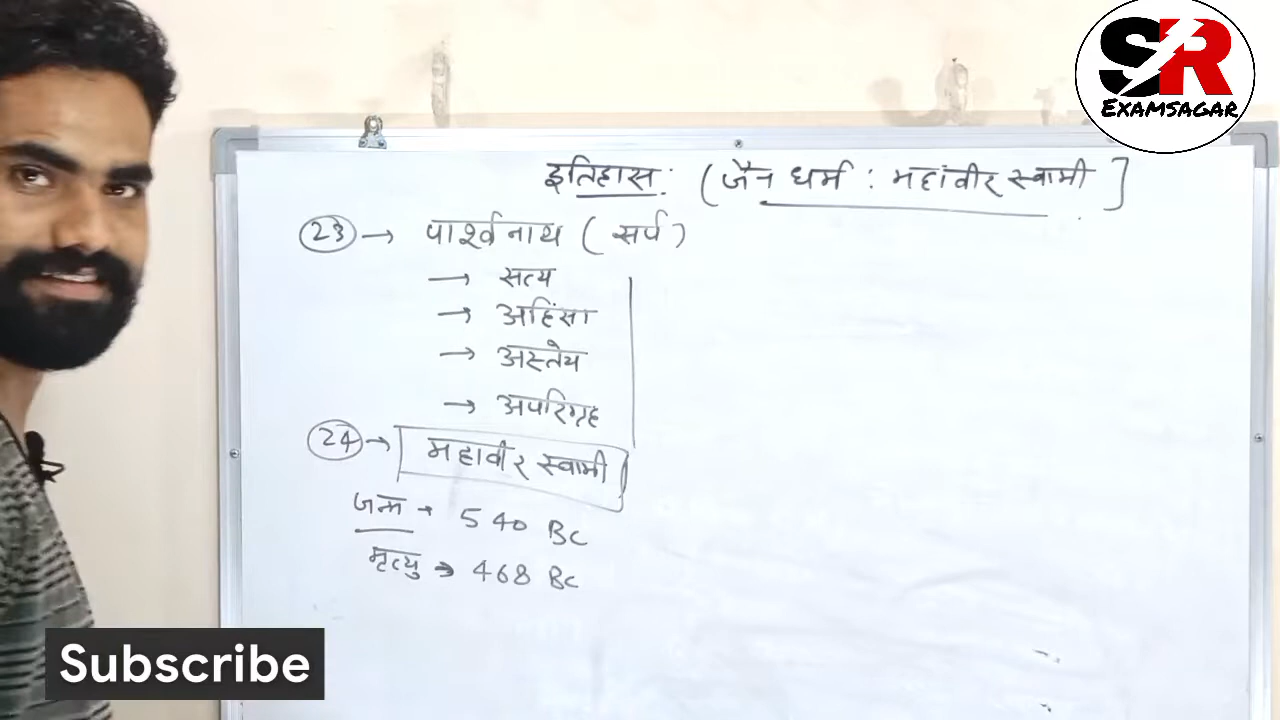 SR
EXAMSAGAR
इतिहास: (जैन धर्म : महावीर स्वामी ]
23 → पार्श्वनाथ ( सर्प )
→ सत्य
→ अहिंसा
→ अस्तेय
→ अपरिग्रह
24 → महावीर स्वामी
जन्म → 540 BC
मृत्यु → 468 BC
Subscribe